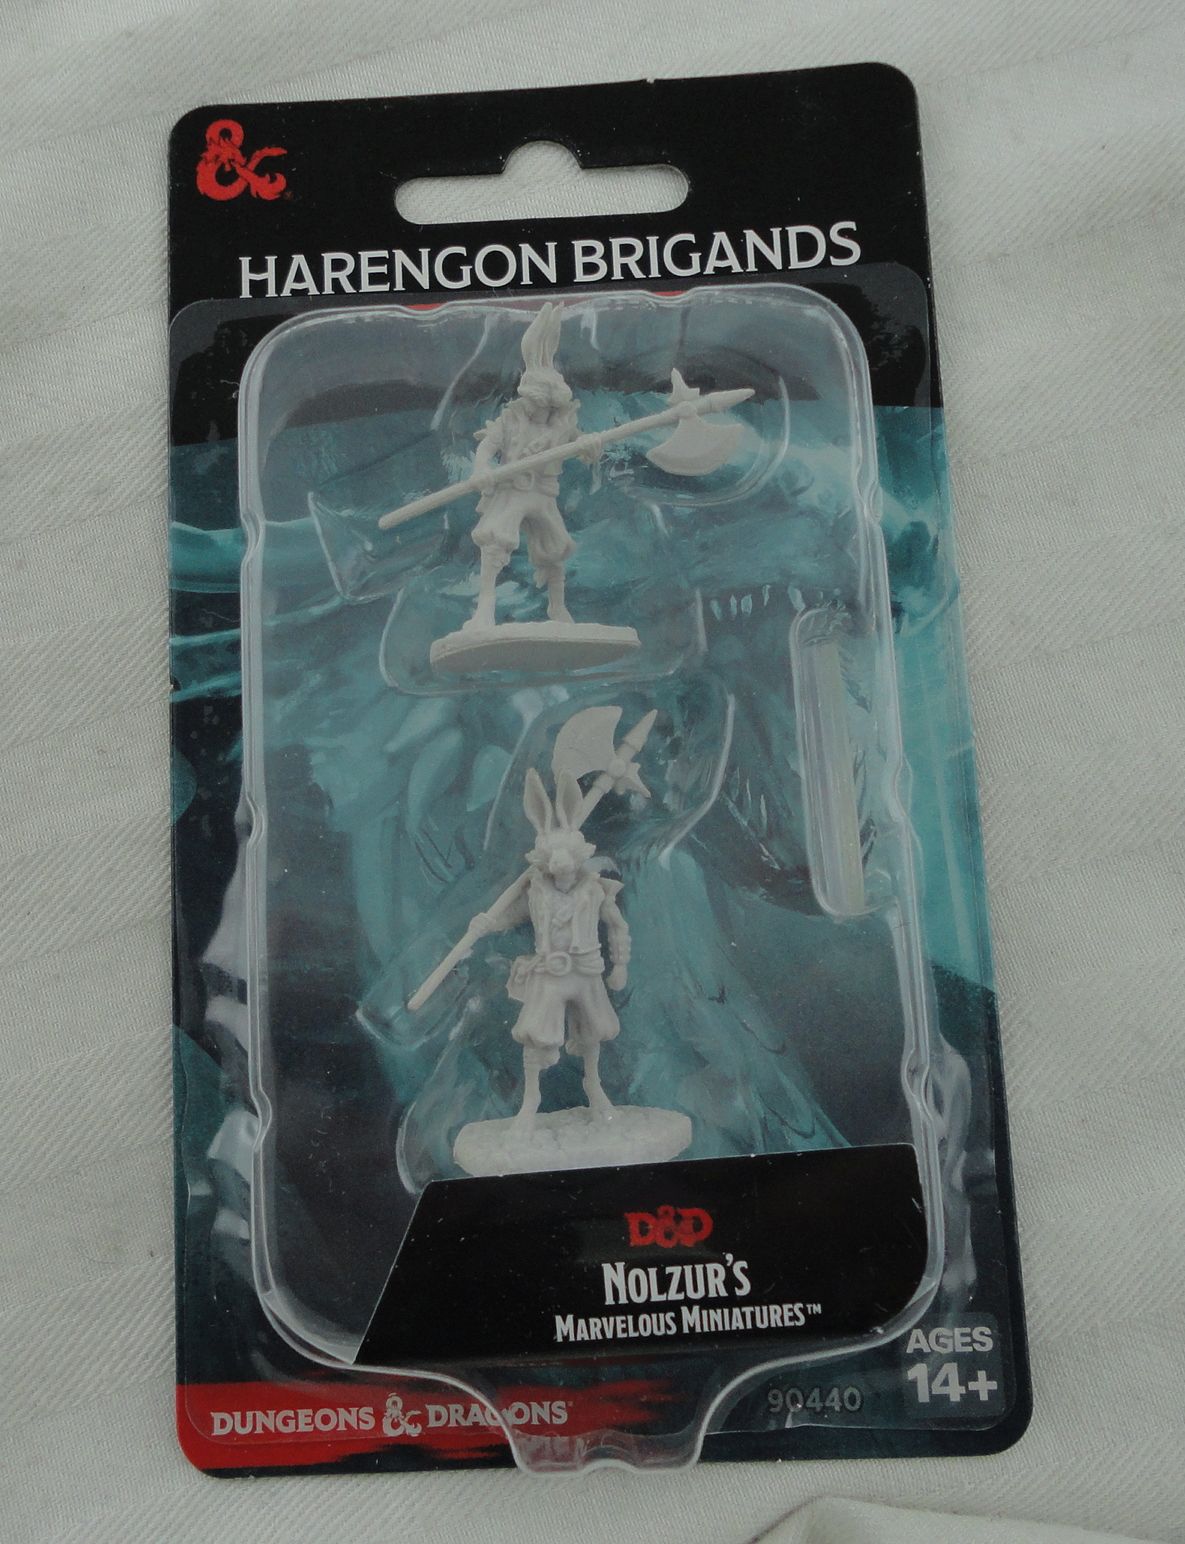 &
HARENGON BRIGANDS
D&D
NOLZUR'S
MARVELOUS MINIATURES™
AGES
14+
90440
DUNGEONS & DRAGONS